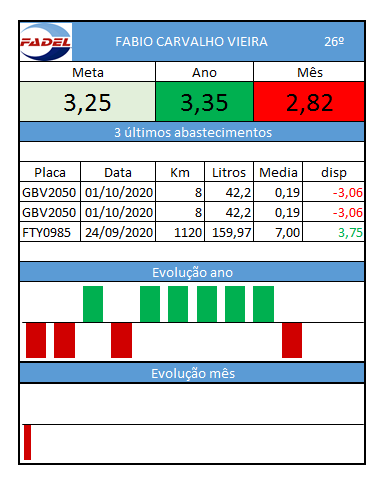 FADEL FABIO CARVALHO VIEIRA 26º
Meta Ano Mês
3,25 3,35 2,82
3 últimos abastecimentos
Placa Data Km Litros Media disp
GBV2050 01/10/2020 8 42,2 0,19 -3,06
GBV2050 01/10/2020 8 42,2 0,19 -3,06
FTY0985 24/09/2020 1120 159,97 7,00 3,75
Evolução ano
Evolução mês